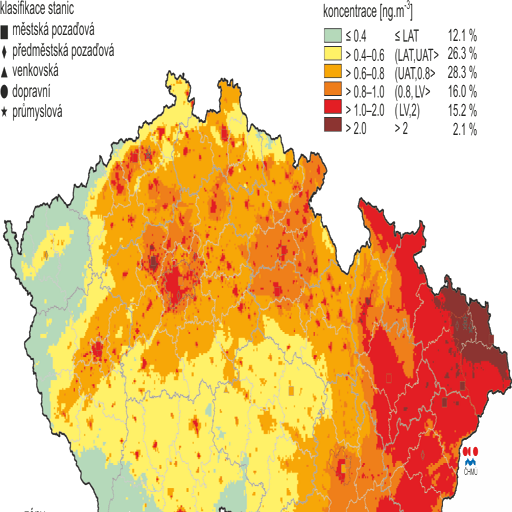 klasifikace stanic
městská pozaďová
předměstská pozaďová
venkovská
dopravní
průmyslová
koncentrace [ng.m⁻³]
≤ 0.4 ≤ LAT 12.1 %
> 0.4–0.6 (LAT,UAT> 26.3 %
> 0.6–0.8 (UAT,0.8> 28.3 %
> 0.8–1.0 (0.8, LV> 16.0 %
> 1.0–2.0 (LV,2) 15.2 %
> 2.0 > 2 2.1 %
ČHMÚ